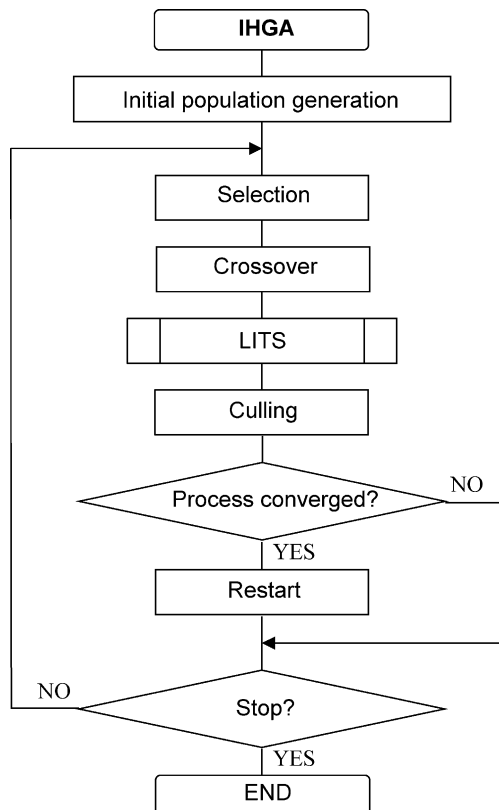 IHGA
Initial population generation
Selection
Crossover
LITS
Culling
Process converged?
NO
YES
Restart
NO
Stop?
YES
END